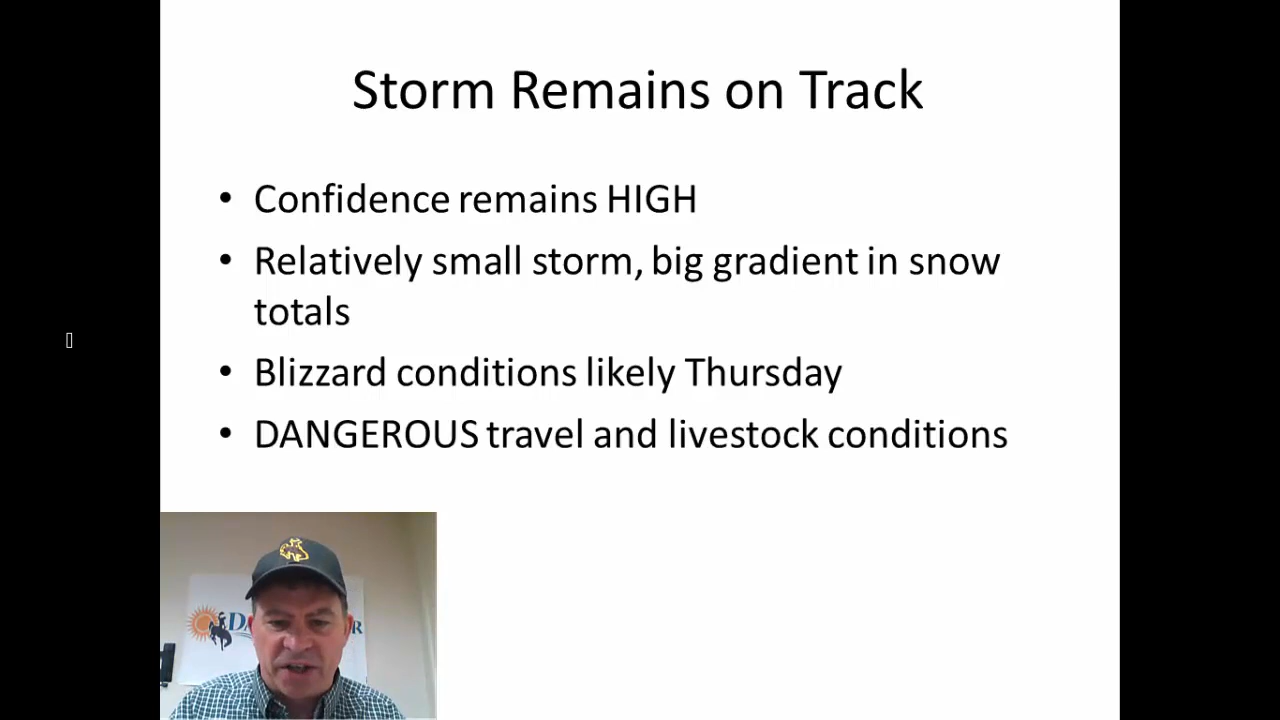 Storm Remains on Track
• Confidence remains HIGH
• Relatively small storm, big gradient in snow
totals
• Blizzard conditions likely Thursday
• DANGEROUS travel and livestock conditions